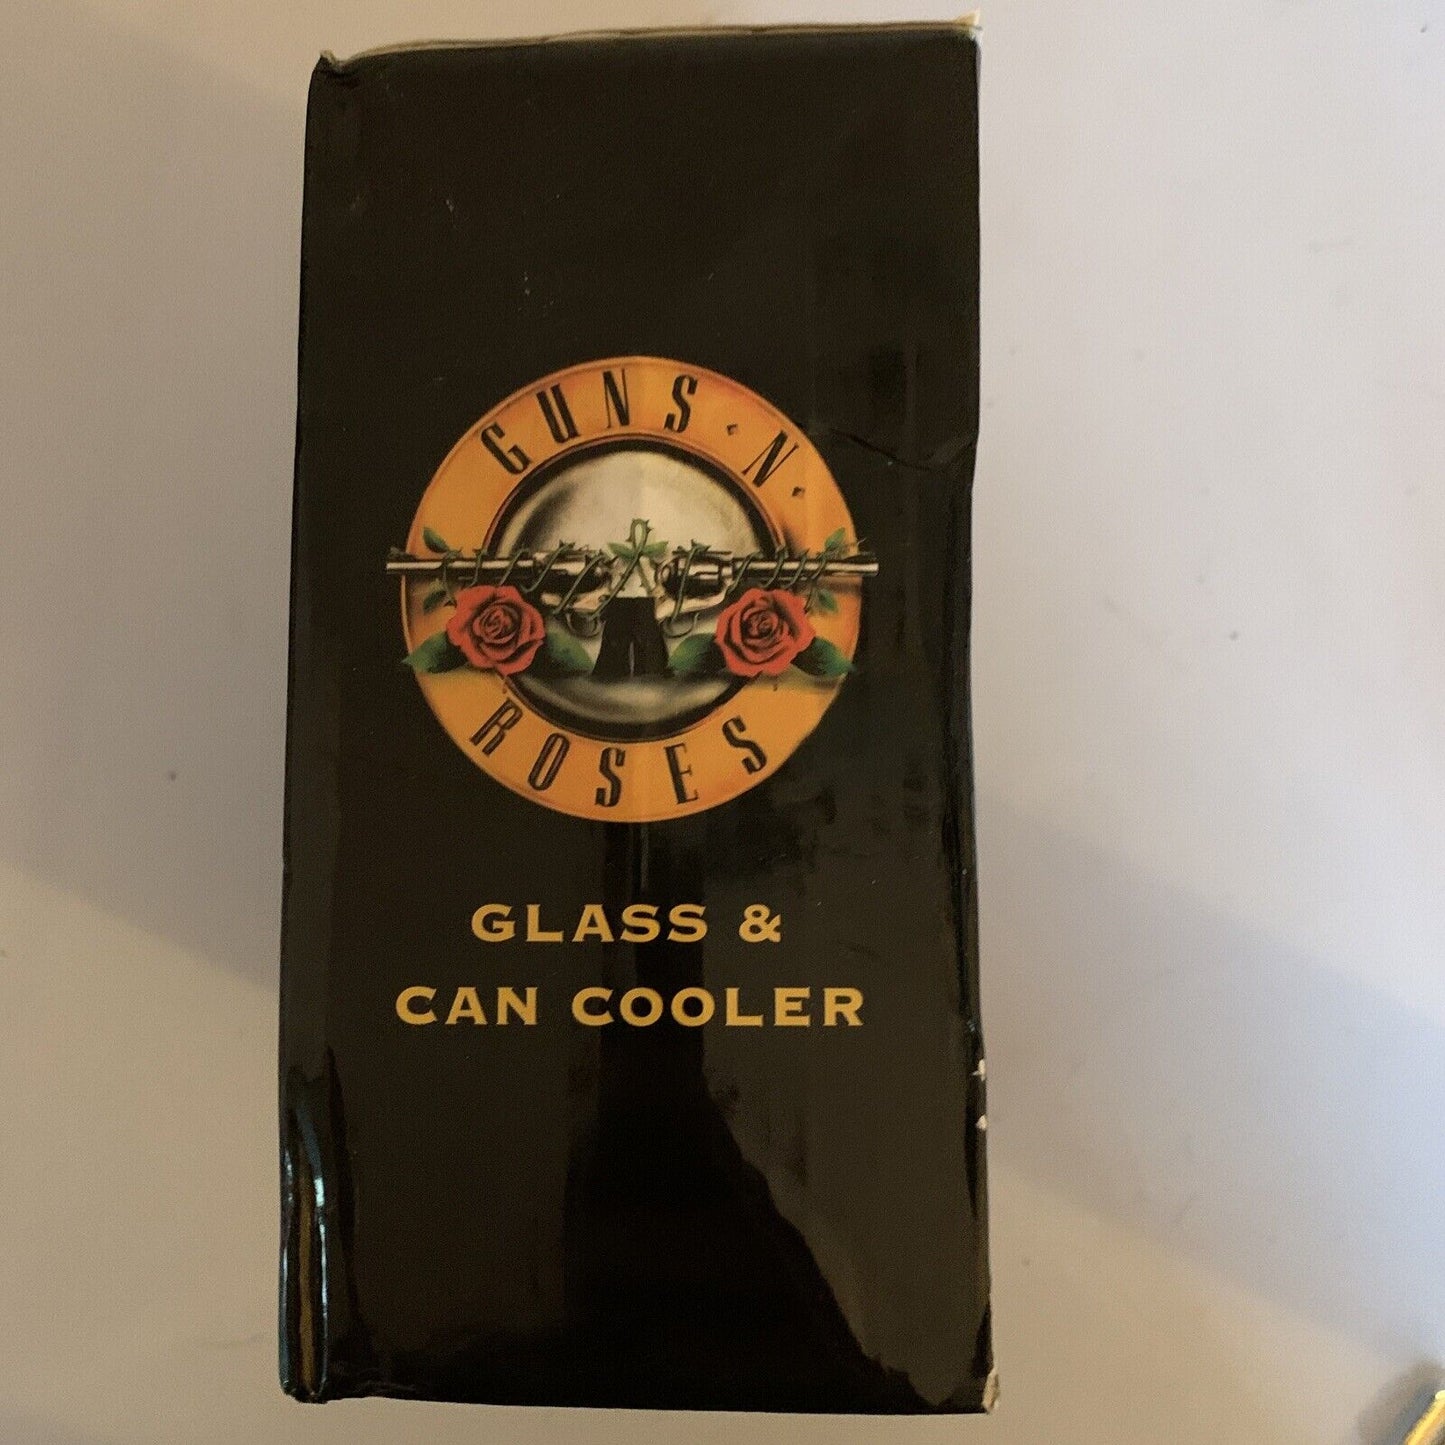 GUNS · N ·
ROSES
GLASS &
CAN COOLER